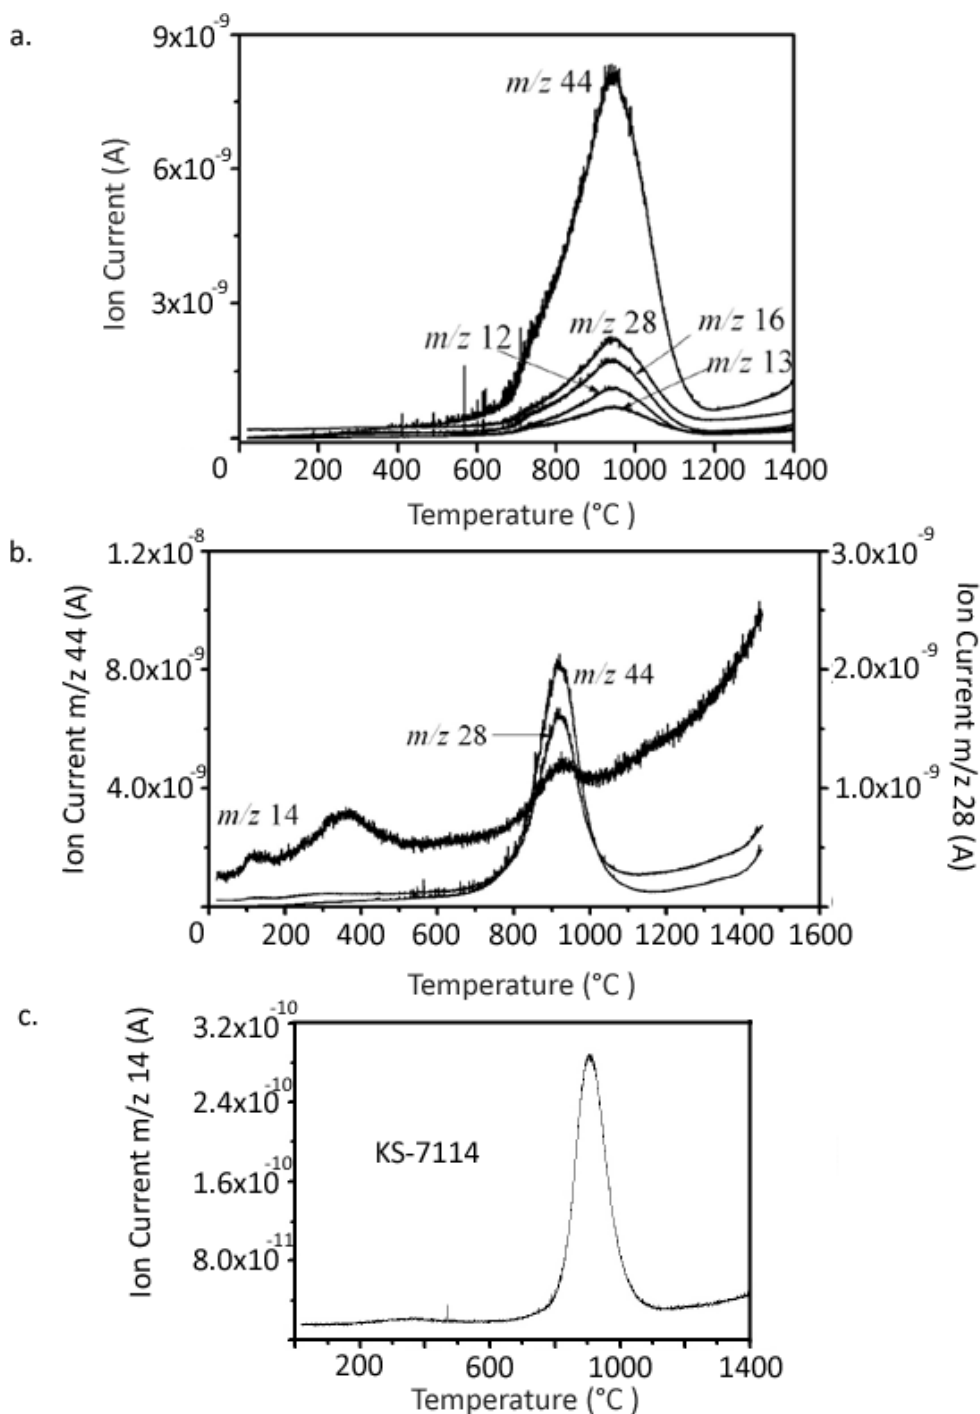 a.
9x10⁻⁹
6x10⁻⁹
3x10⁻⁹
0
Ion Current (A)
m/z 44
m/z 12
m/z 28
m/z 16
m/z 13
200 400 600 800 1000 1200 1400
Temperature (°C )
b.
1.2x10⁻⁸
8.0x10⁻⁹
4.0x10⁻⁹
0
Ion Current m/z 44 (A)
3.0x10⁻⁹
2.0x10⁻⁹
1.0x10⁻⁹
Ion Current m/z 28 (A)
m/z 44
m/z 28
m/z 14
200 400 600 800 1000 1200 1400 1600
Temperature (°C )
c.
3.2x10⁻¹⁰
2.4x10⁻¹⁰
1.6x10⁻¹⁰
8.0x10⁻¹¹
Ion Current m/z 14 (A)
KS-7114
200 400 600 800 1000 1400
Temperature (°C )